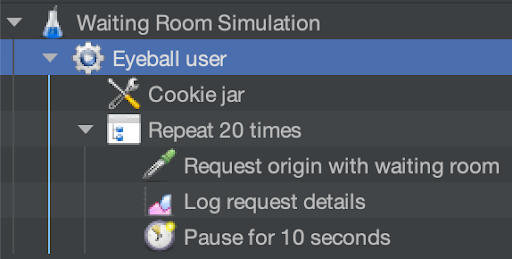 Waiting Room Simulation
Eyeball user
Cookie jar
Repeat 20 times
Request origin with waiting room
Log request details
Pause for 10 seconds